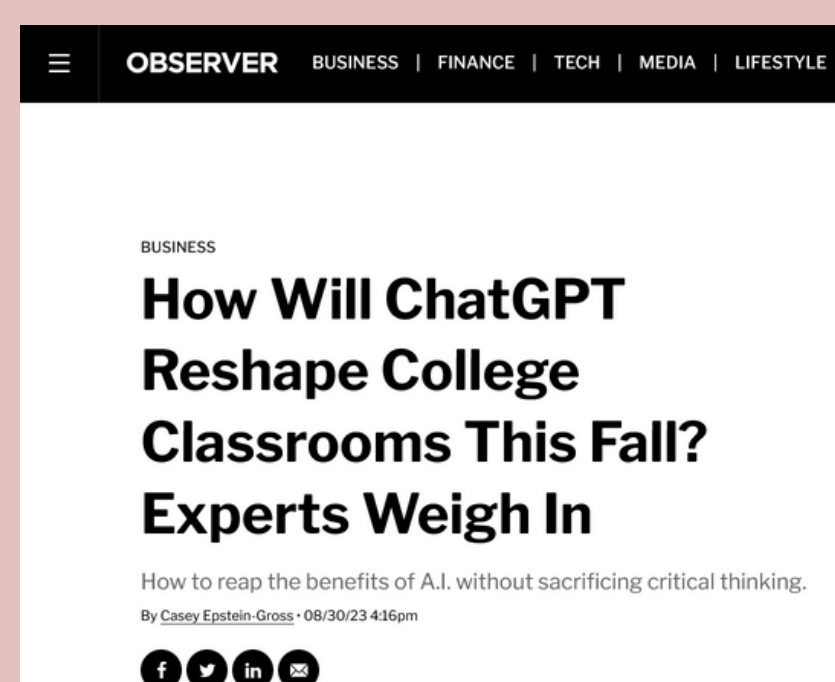 OBSERVER BUSINESS | FINANCE | TECH | MEDIA | LIFESTYLE
BUSINESS
How Will ChatGPT
Reshape College
Classrooms This Fall?
Experts Weigh In
How to reap the benefits of A.I. without sacrificing critical thinking.
By Casey Epstein-Gross • 08/30/23 4:16pm
f in